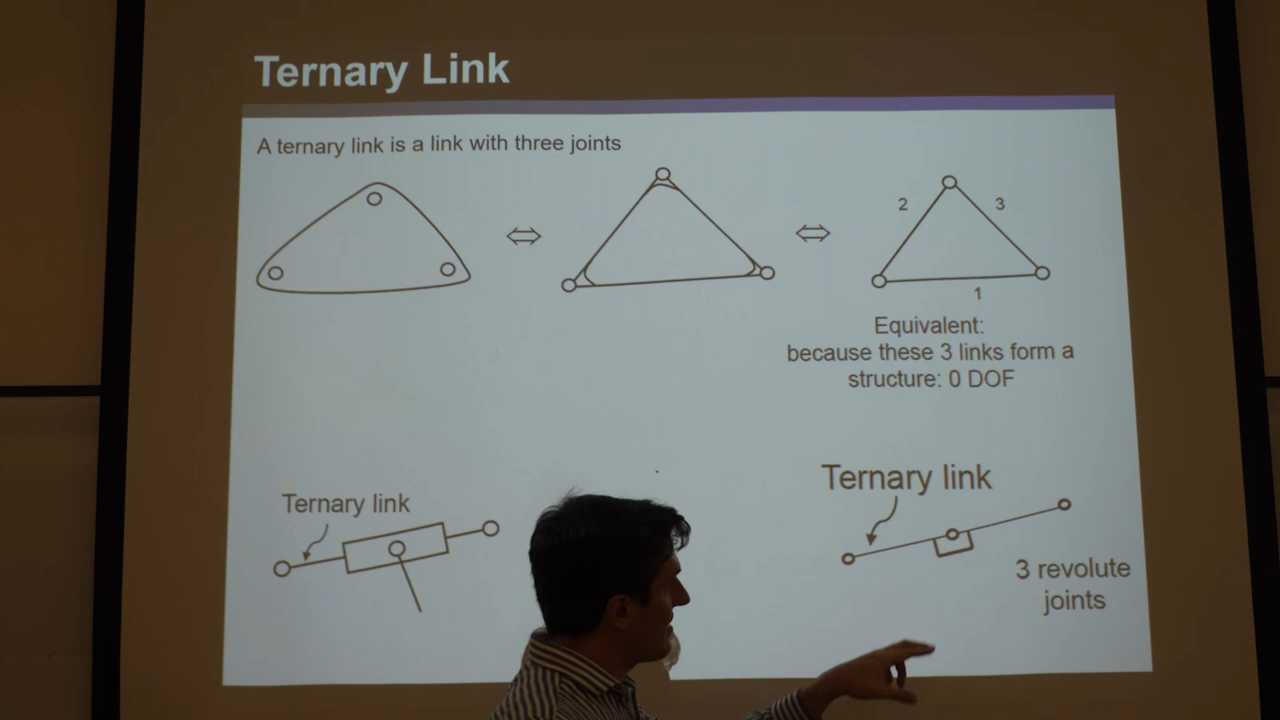 Ternary Link
A ternary link is a link with three joints
2
3
1
Equivalent:
because these 3 links form a
structure: 0 DOF
Ternary link
Ternary link
3 revolute
joints